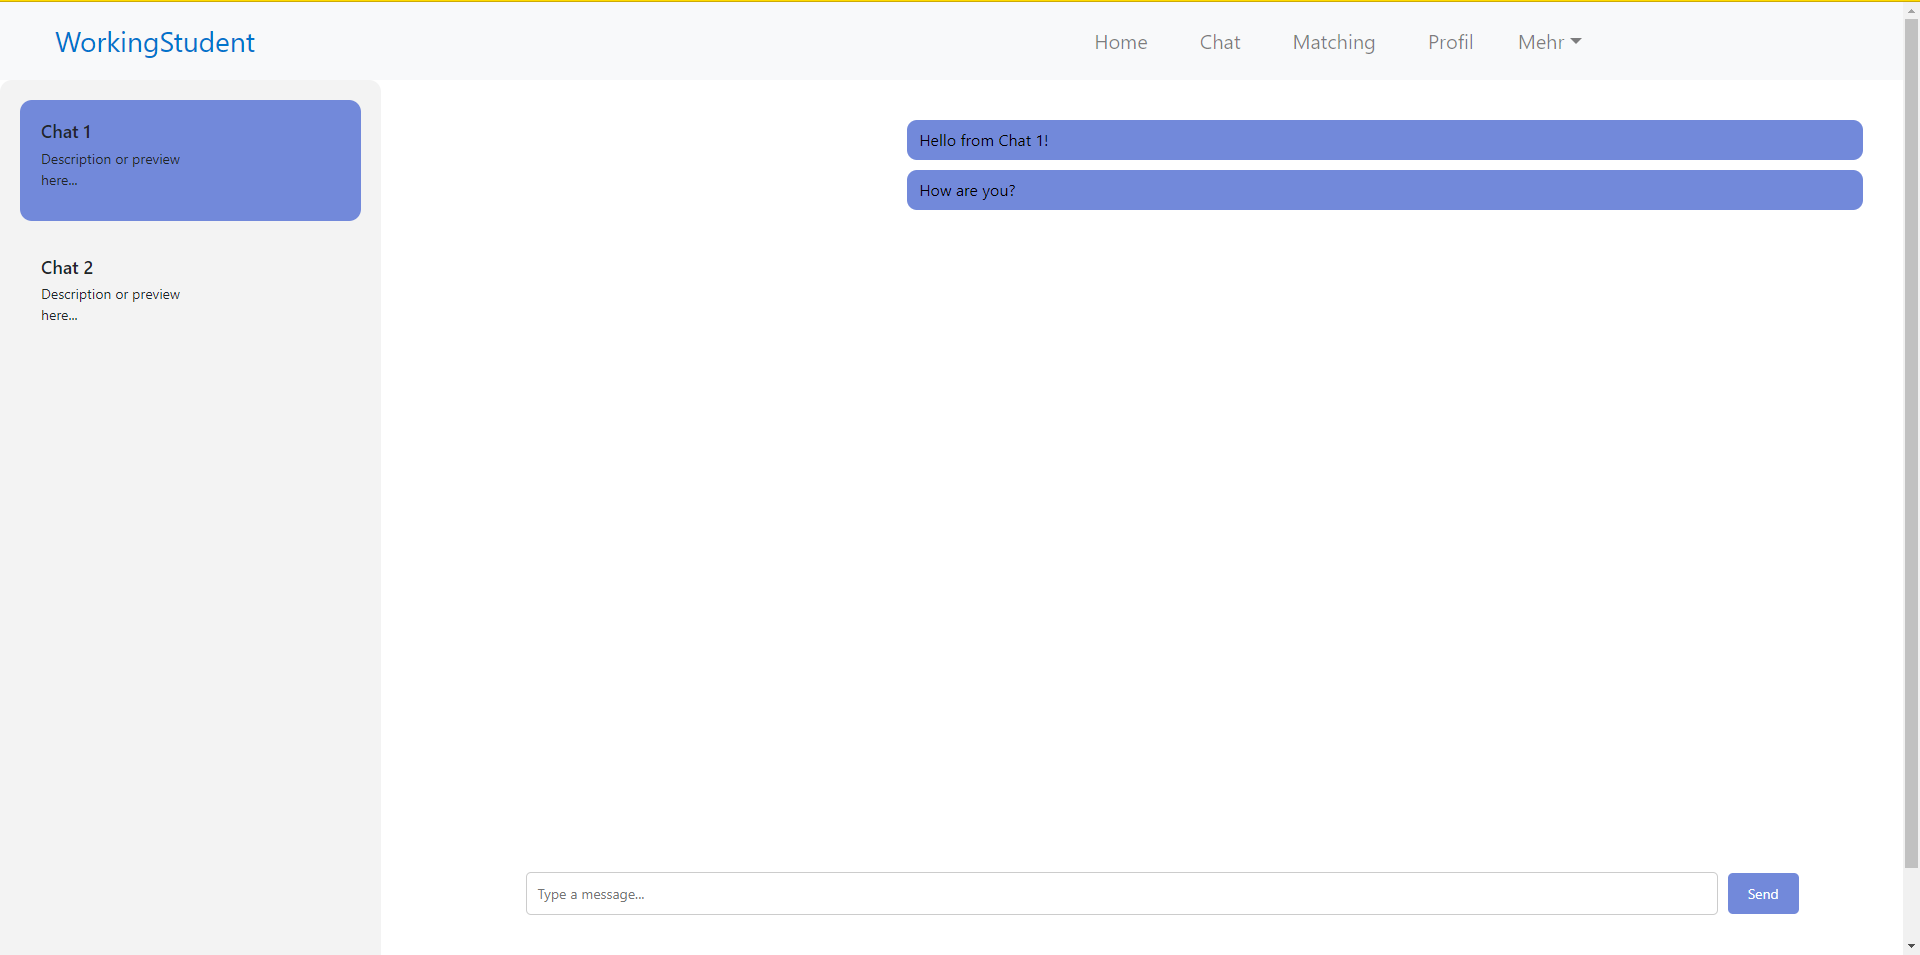 WorkingStudent
Home
Chat
Matching
Profil
Mehr
Chat 1
Description or preview
here...
Chat 2
Description or preview
here...
Hello from Chat 1!
How are you?
Type a message...
Send